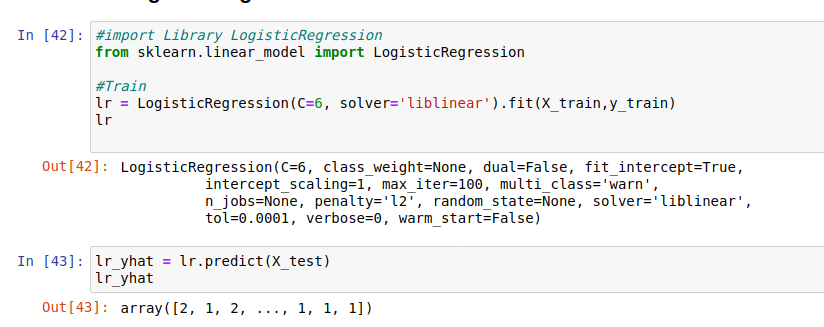 In [42]: #import Library LogisticRegression
from sklearn.linear_model import LogisticRegression
#Train
lr = LogisticRegression(C=6, solver='liblinear').fit(X_train,y_train)
lr
Out[42]: LogisticRegression(C=6, class_weight=None, dual=False, fit_intercept=True,
intercept_scaling=1, max_iter=100, multi_class='warn',
n_jobs=None, penalty='l2', random_state=None, solver='liblinear',
tol=0.0001, verbose=0, warm_start=False)
In [43]: lr_yhat = lr.predict(X_test)
lr_yhat
Out[43]: array([2, 1, 2, ..., 1, 1, 1])